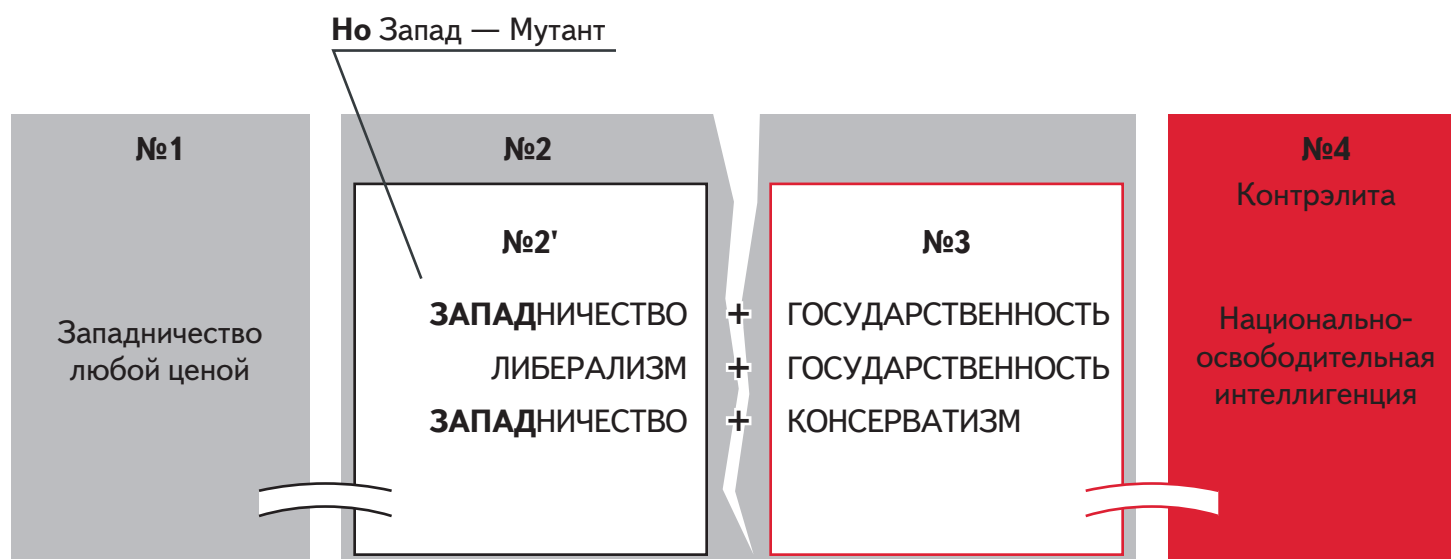 Но Запад — Мутант
№1
Западничество
любой ценой
№2
№2'
№3
ЗАПАДНИЧЕСТВО + ГОСУДАРСТВЕННОСТЬ
ЛИБЕРАЛИЗМ + ГОСУДАРСТВЕННОСТЬ
ЗАПАДНИЧЕСТВО + КОНСЕРВАТИЗМ
№4
Контрэлита
Национально-
освободительная
интеллигенция